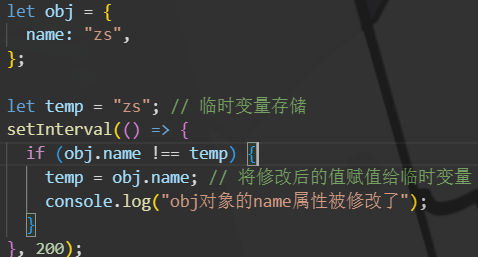 let obj = {
  name: "zs",
};

let temp = "zs"; // 临时变量存储
setInterval(() => {
  if (obj.name !== temp) {
    temp = obj.name; // 将修改后的值赋值给临时变量
    console.log("obj对象的name属性被修改了");
  }
}, 200);